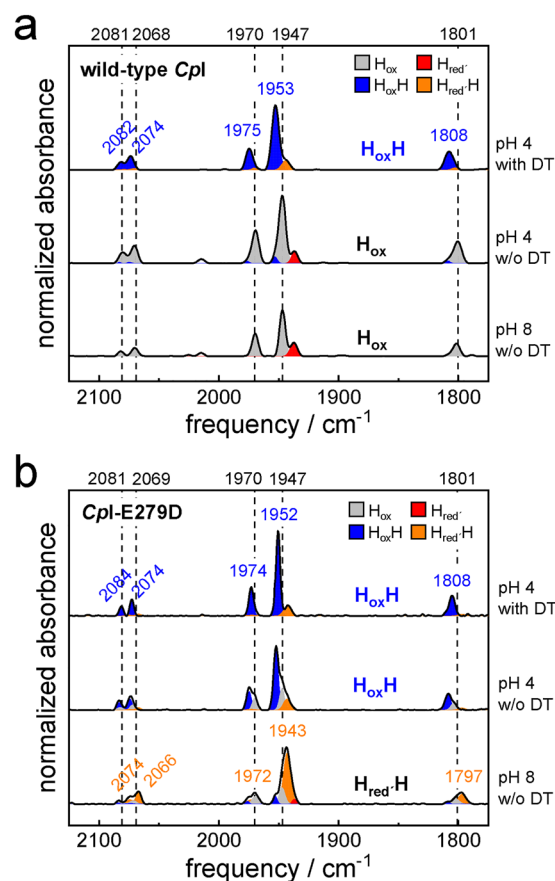 a
2081 2068 1970 1947 1801
wild-type CpI
Hox Hred´
HoxH Hred´H
2082 2074 1975 1953 1808
HoxH
pH 4
with DT
Hox
pH 4
w/o DT
Hox
pH 8
w/o DT
normalized absorbance
2100 2000 1900 1800
frequency / cm-1
b
2081 2069 1970 1947 1801
CpI-E279D
Hox Hred´
HoxH Hred´H
2084 2074 1974 1952 1808
HoxH
pH 4
with DT
HoxH
pH 4
w/o DT
2074 2066 1972 1943 1797
Hred´H
pH 8
w/o DT
normalized absorbance
2100 2000 1900 1800
frequency / cm-1